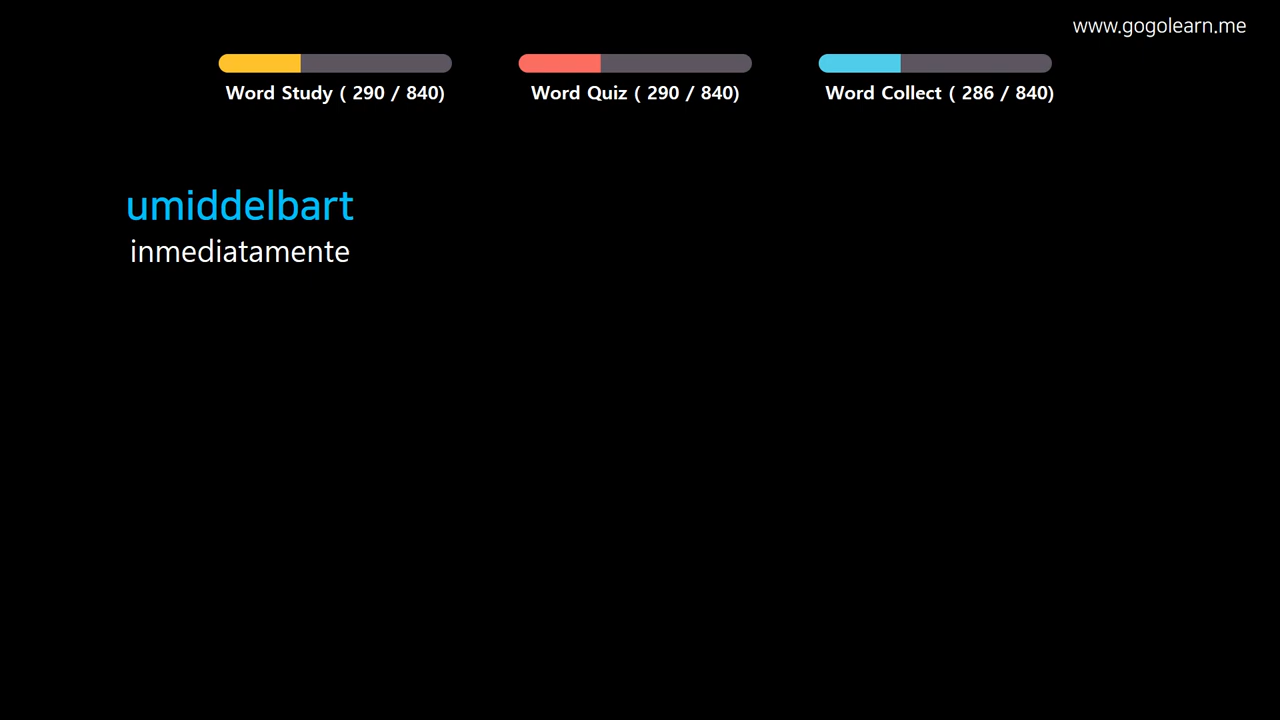 www.gogolearn.me
Word Study ( 290 / 840)
Word Quiz ( 290 / 840)
Word Collect ( 286 / 840)
umiddelbart
inmediatamente